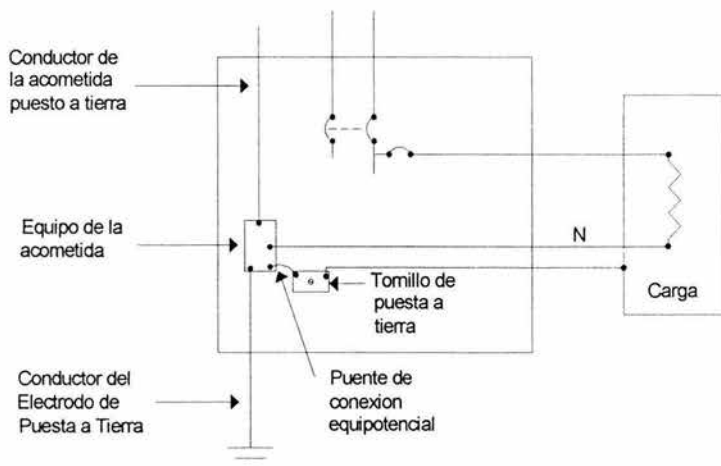 Conductor de
la acometida
puesto a tierra
Equipo de la
acometida
N
Tornillo de
puesta a
tierra
Carga
Conductor del
Electrodo de
Puesta a Tierra
Puente de
conexion
equipotencial